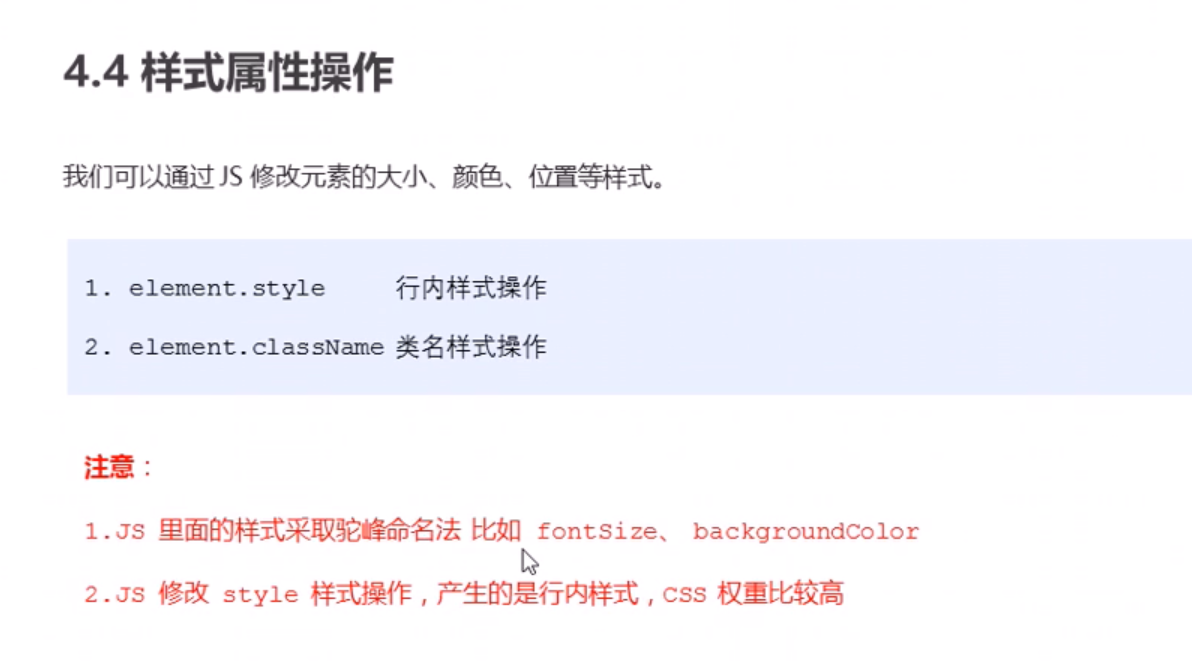 4.4 样式属性操作
我们可以通过 JS 修改元素的大小、颜色、位置等样式。
1. element.style 行内样式操作
2. element.className 类名样式操作
注意：
1.JS 里面的样式采取驼峰命名法 比如 fontSize、 backgroundColor
2.JS 修改 style 样式操作，产生的是行内样式，CSS 权重比较高